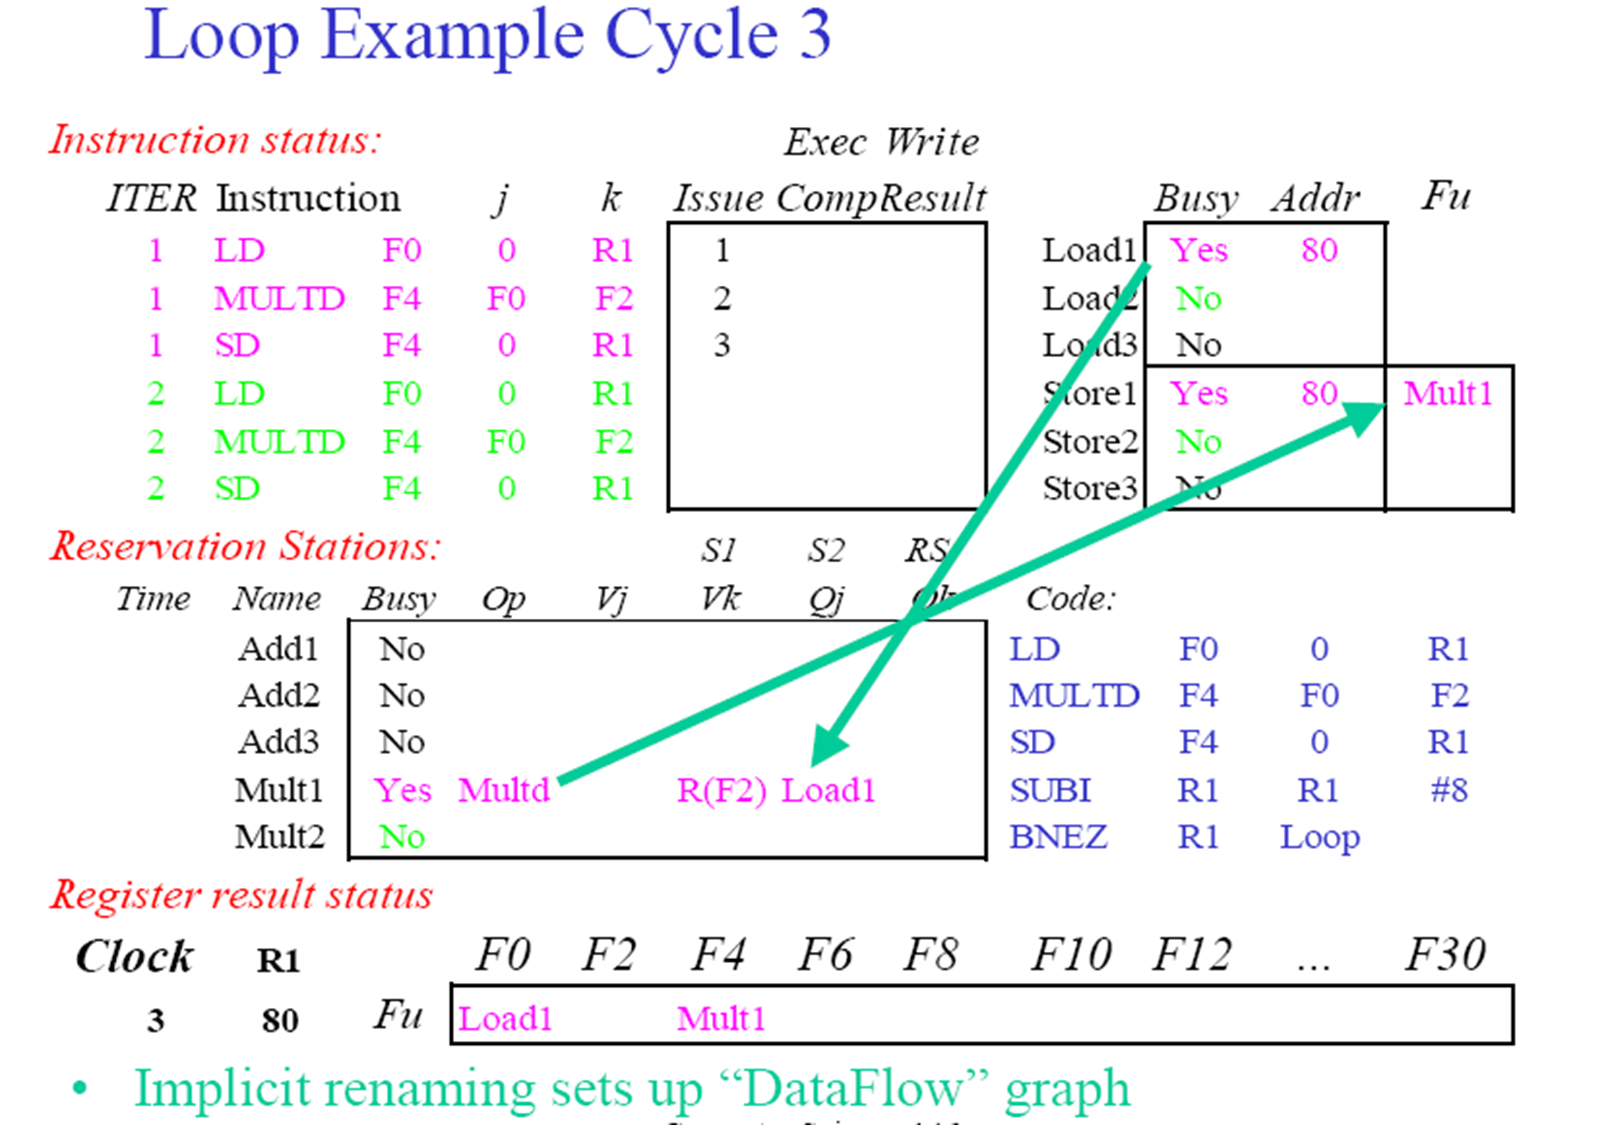 Loop Example Cycle 3
Instruction status: Exec Write
ITER Instruction j k Issue Comp Result Busy Addr Fu
1 LD F0 0 R1 1 Load1 Yes 80
1 MULTD F4 F0 F2 2 Load2 No
1 SD F4 0 R1 3 Load3 No
2 LD F0 0 R1 Store1 Yes 80 Mult1
2 MULTD F4 F0 F2 Store2 No
2 SD F4 0 R1 Store3 No
Reservation Stations: S1 S2 RS
Time Name Busy Op Vj Vk Qj Qk Code:
Add1 No LD F0 0 R1
Add2 No MULTD F4 F0 F2
Add3 No SD F4 0 R1
Mult1 Yes Multd R(F2) Load1 SUBI R1 R1 #8
Mult2 No BNEZ R1 Loop
Register result status
Clock R1 F0 F2 F4 F6 F8 F10 F12 ... F30
3 80 Fu Load1 Mult1
• Implicit renaming sets up “DataFlow” graph